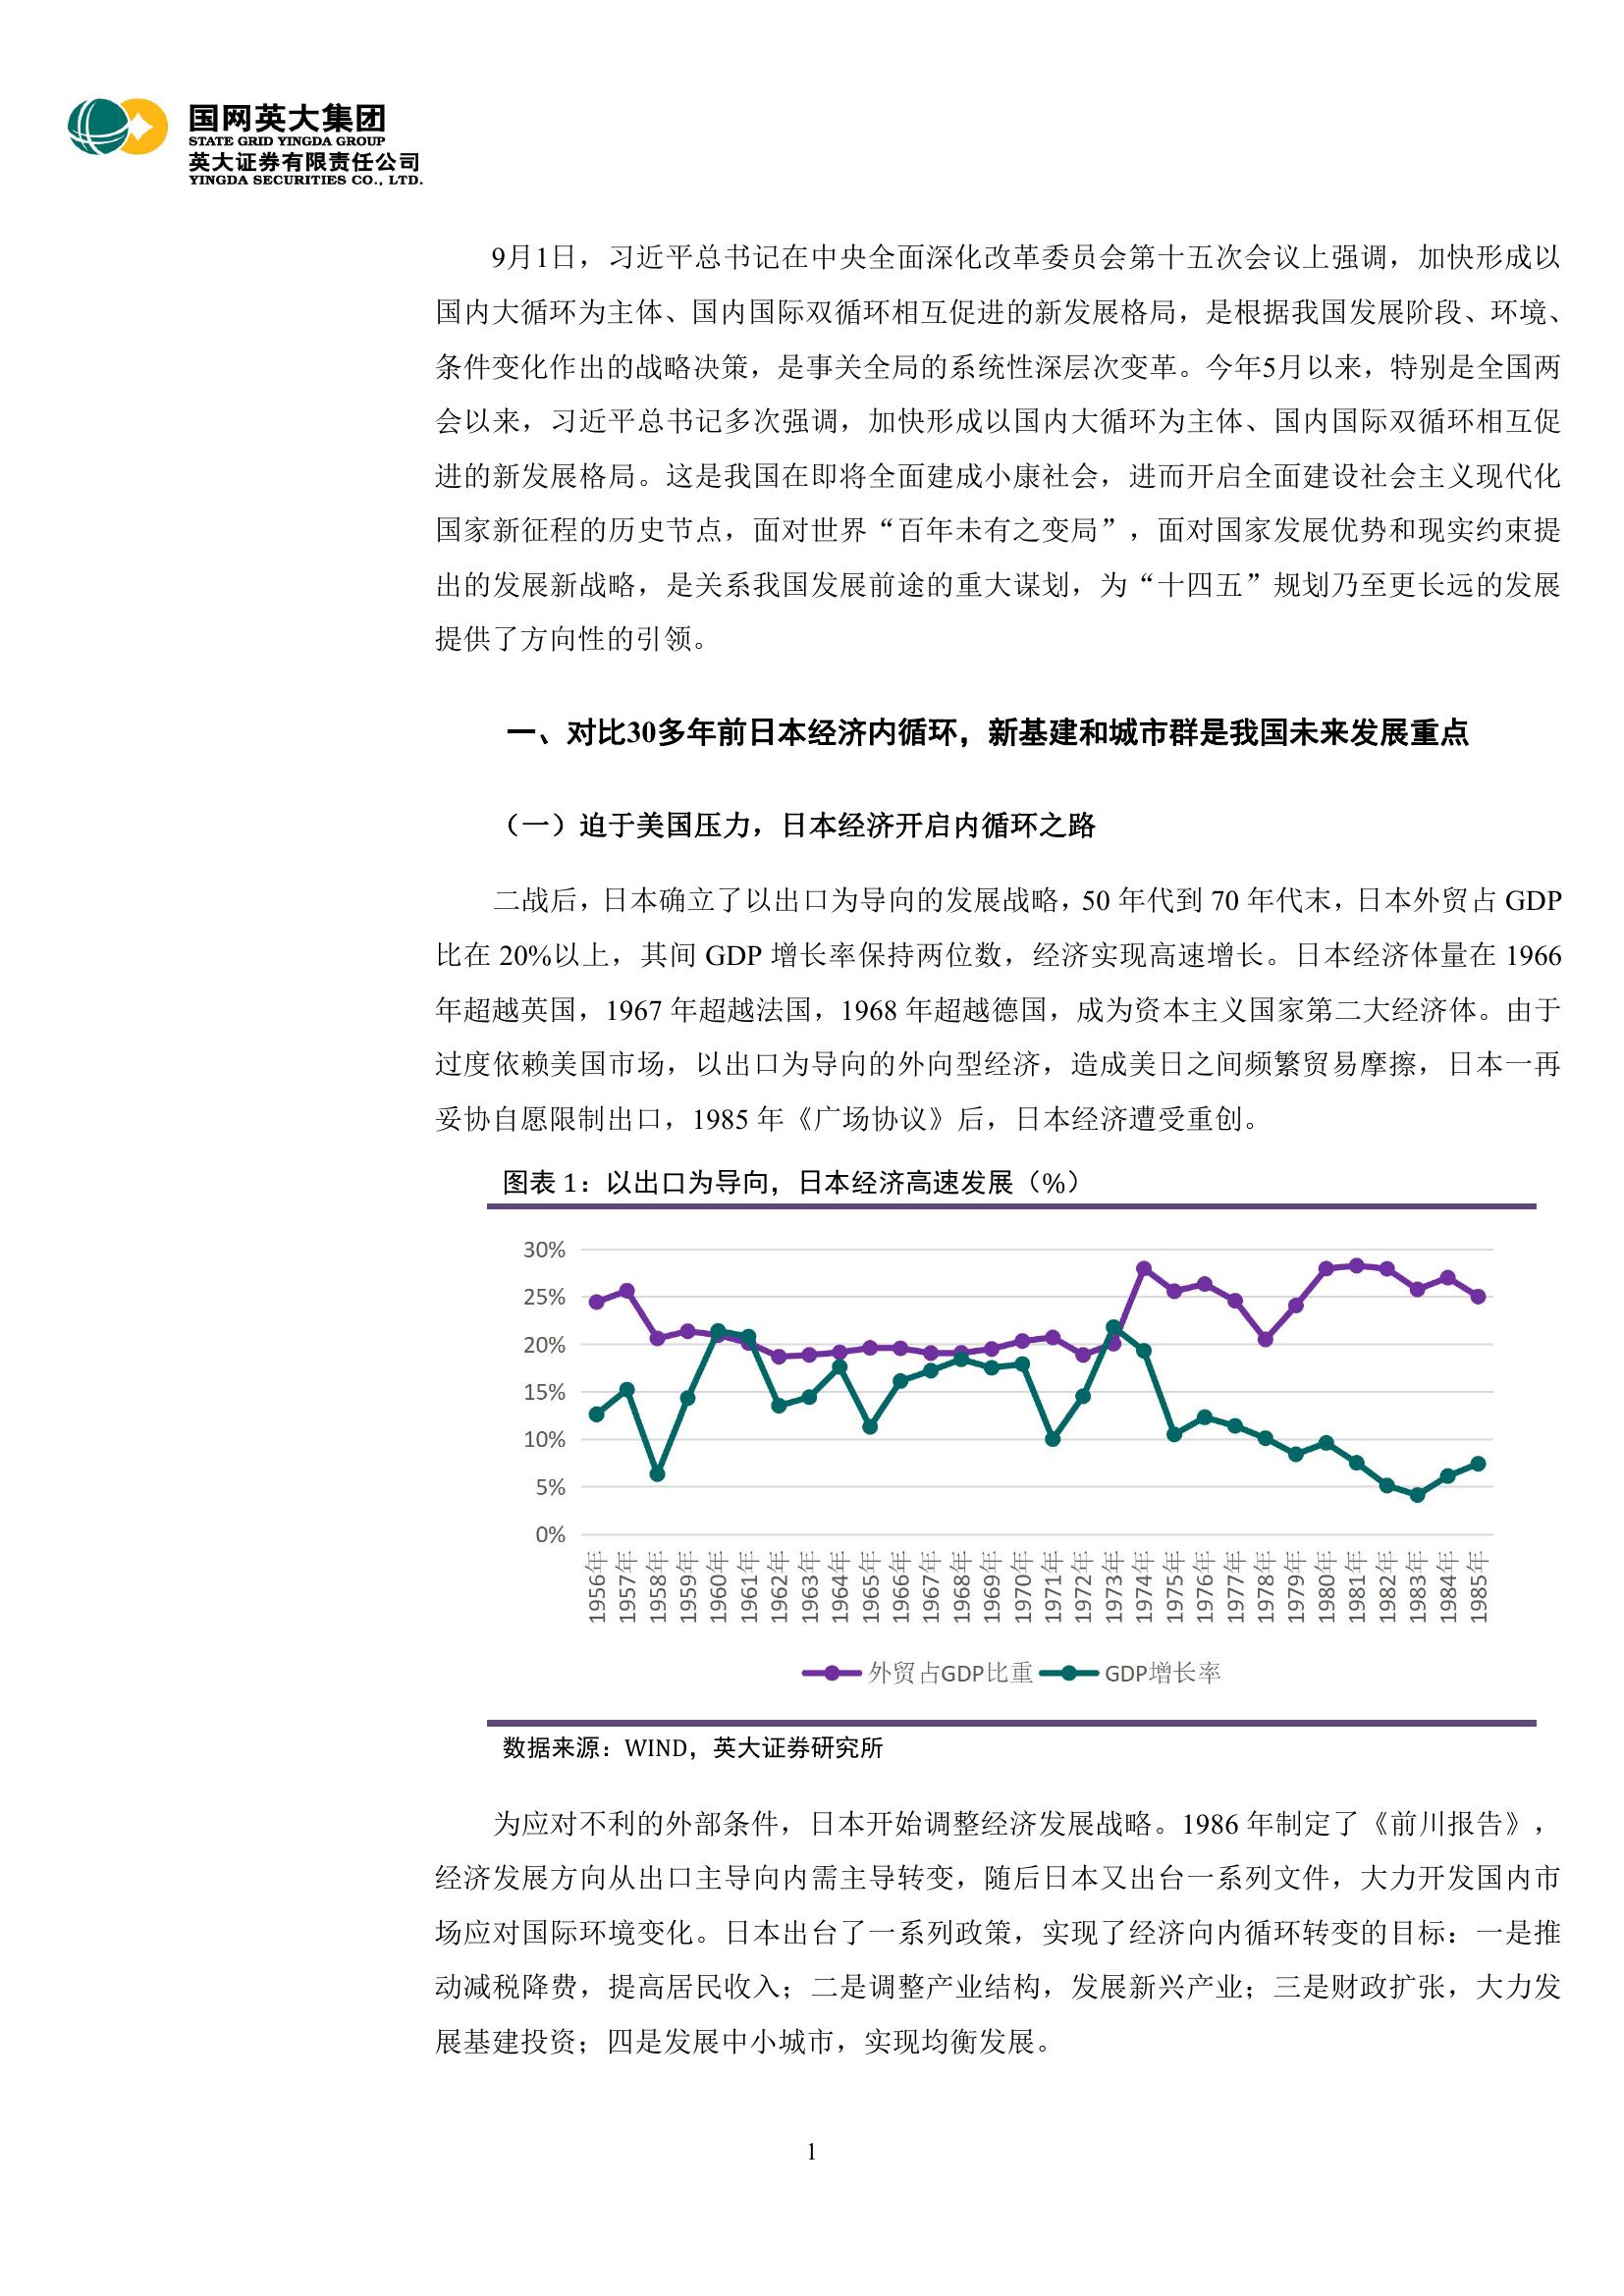 国网英大集团
STATE GRID YINGDA GROUP
英大证券有限责任公司
YINGDA SECURITIES CO., LTD.
9月1日，习近平总书记在中央全面深化改革委员会第十五次会议上强调，加快形成以
国内大循环为主体、国内国际双循环相互促进的新发展格局，是根据我国发展阶段、环境、
条件变化作出的战略决策，是事关全局的系统性深层次变革。今年5月以来，特别是全国两
会以来，习近平总书记多次强调，加快形成以国内大循环为主体、国内国际双循环相互促
进的新发展格局。这是我国在即将全面建成小康社会，进而开启全面建设社会主义现代化
国家新征程的历史节点，面对世界“百年未有之变局”，面对国家发展优势和现实约束提
出的发展新战略，是关系我国发展前途的重大谋划，为“十四五”规划乃至更长远的发展
提供了方向性的引领。
一、对比30多年前日本经济内循环，新基建和城市群是我国未来发展重点
（一）迫于美国压力，日本经济开启内循环之路
二战后，日本确立了以出口为导向的发展战略，50 年代到 70 年代末，日本外贸占 GDP
比在 20%以上，其间 GDP 增长率保持两位数，经济实现高速增长。日本经济体量在 1966
年超越英国，1967 年超越法国，1968 年超越德国，成为资本主义国家第二大经济体。由于
过度依赖美国市场，以出口为导向的外向型经济，造成美日之间频繁贸易摩擦，日本一再
妥协自愿限制出口，1985 年《广场协议》后，日本经济遭受重创。
图表 1：以出口为导向，日本经济高速发展（%）
30%
25%
20%
15%
10%
5%
0%
1956年 1957年 1958年 1959年 1960年 1961年 1962年 1963年 1964年 1965年 1966年 1967年 1968年 1969年 1970年 1971年 1972年 1973年 1974年 1975年 1976年 1977年 1978年 1979年 1980年 1981年 1982年 1983年 1984年 1985年
外贸占GDP比重 GDP增长率
数据来源：WIND，英大证券研究所
为应对不利的外部条件，日本开始调整经济发展战略。1986 年制定了《前川报告》，
经济发展方向从出口主导向内需主导转变，随后日本又出台一系列文件，大力开发国内市
场应对国际环境变化。日本出台了一系列政策，实现了经济向内循环转变的目标：一是推
动减税降费，提高居民收入；二是调整产业结构，发展新兴产业；三是财政扩张，大力发
展基建投资；四是发展中小城市，实现均衡发展。
1